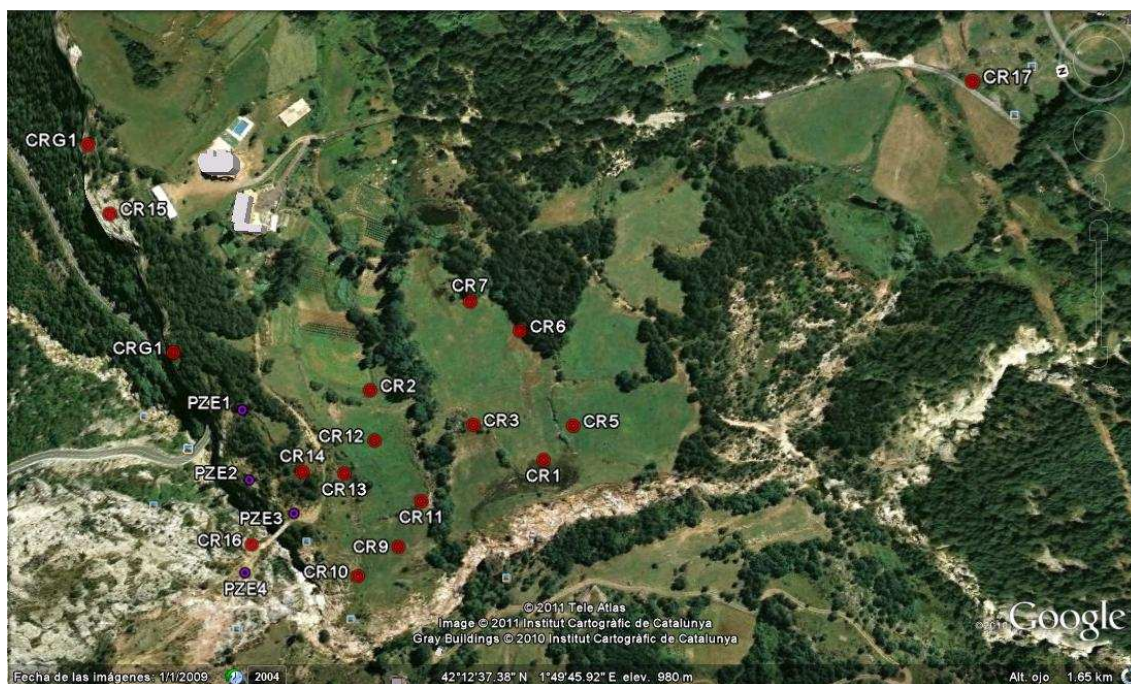 CR17
CRG1
CR15
CR7
CR6
CRG1
CR2
PZE1
CR3
CR5
CR12
CR1
CR14
CR13
PZE2
CR11
PZE3
CR16
CR9
CR10
PZE4
© 2011 Tele Atlas
Image © 2011 Institut Cartogràfic de Catalunya
Gray Buildings © 2010 Institut Cartogràfic de Catalunya
Google
Fecha de las imágenes: 1/1/2009 2004 42°12'37.38" N 1°49'45.92" E elev. 980 m Alt. ojo 1.65 km